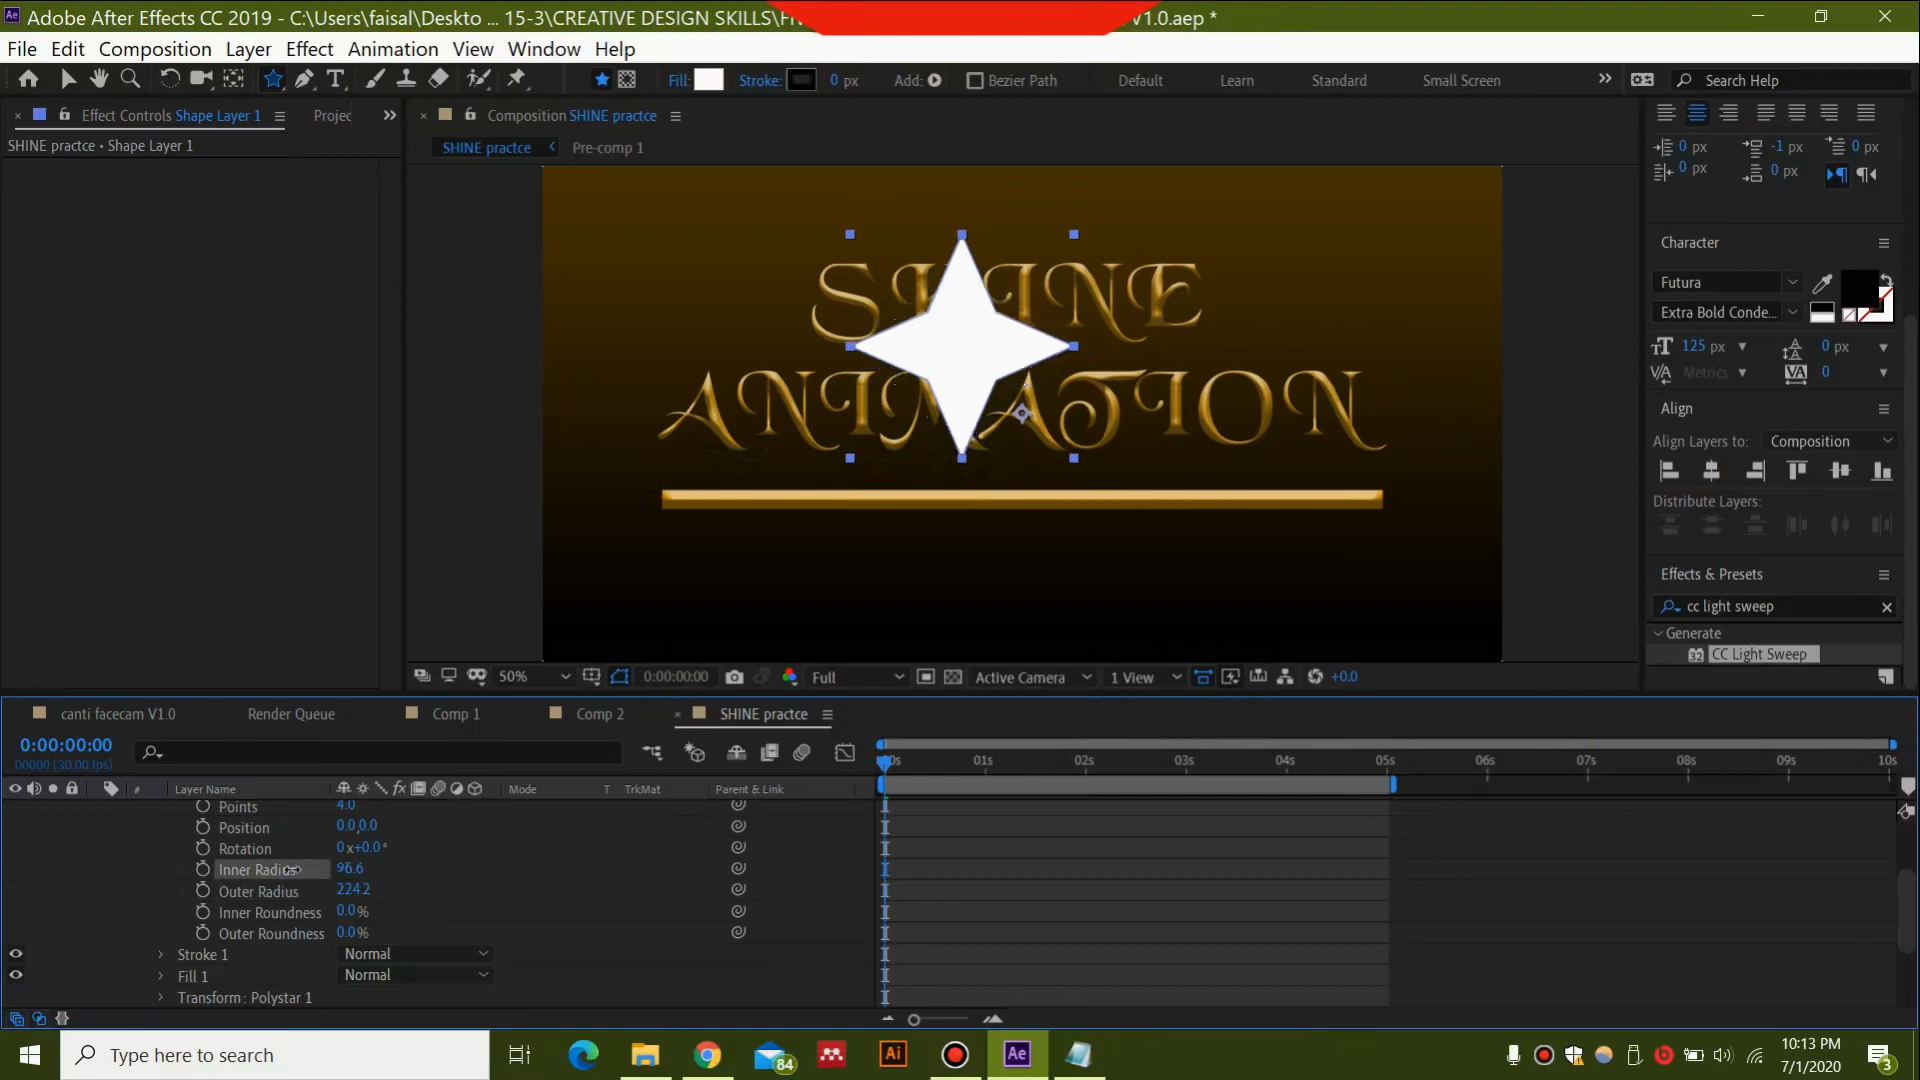 Adobe After Effects CC 2019 - C:\Users\faisal\Deskto ... 15-3\CREATIVE DESIGN SKILLS\ V1.0.aep *
File Edit Composition Layer Effect Animation View Window Help
Fill: Stroke: 0 px Add: Bezier Path Default Learn Standard Small Screen Search Help
Effect Controls Shape Layer 1 Projec
Composition SHINE practce
SHINE practce • Shape Layer 1
SHINE practce Pre-comp 1
SHINE
ANIMATION
0 px -1 px 0 px
0 px 0 px
Character
Futura
Extra Bold Conde...
125 px 0 px
Metrics 0
Align
Align Layers to: Composition
Distribute Layers:
Effects & Presets
cc light sweep
Generate
32 CC Light Sweep
50% 0:00:00:00 Full Active Camera 1 View +0.0
canti facecam V1.0 Render Queue Comp 1 Comp 2 SHINE practce
0:00:00:00
00000 (30.00 fps)
01s 02s 03s 04s 05s 06s 07s 08s 09s 10s
# Layer Name Mode T TrkMat Parent & Link
Points 4.0
Position 0.0,0.0
Rotation 0 x+0.0 °
Inner Radius 96.6
Outer Radius 224.2
Inner Roundness 0.0 %
Outer Roundness 0.0 %
Stroke 1 Normal
Fill 1 Normal
Transform: Polystar 1
Type here to search
84
Ai
Ae
10:13 PM
7/1/2020
3